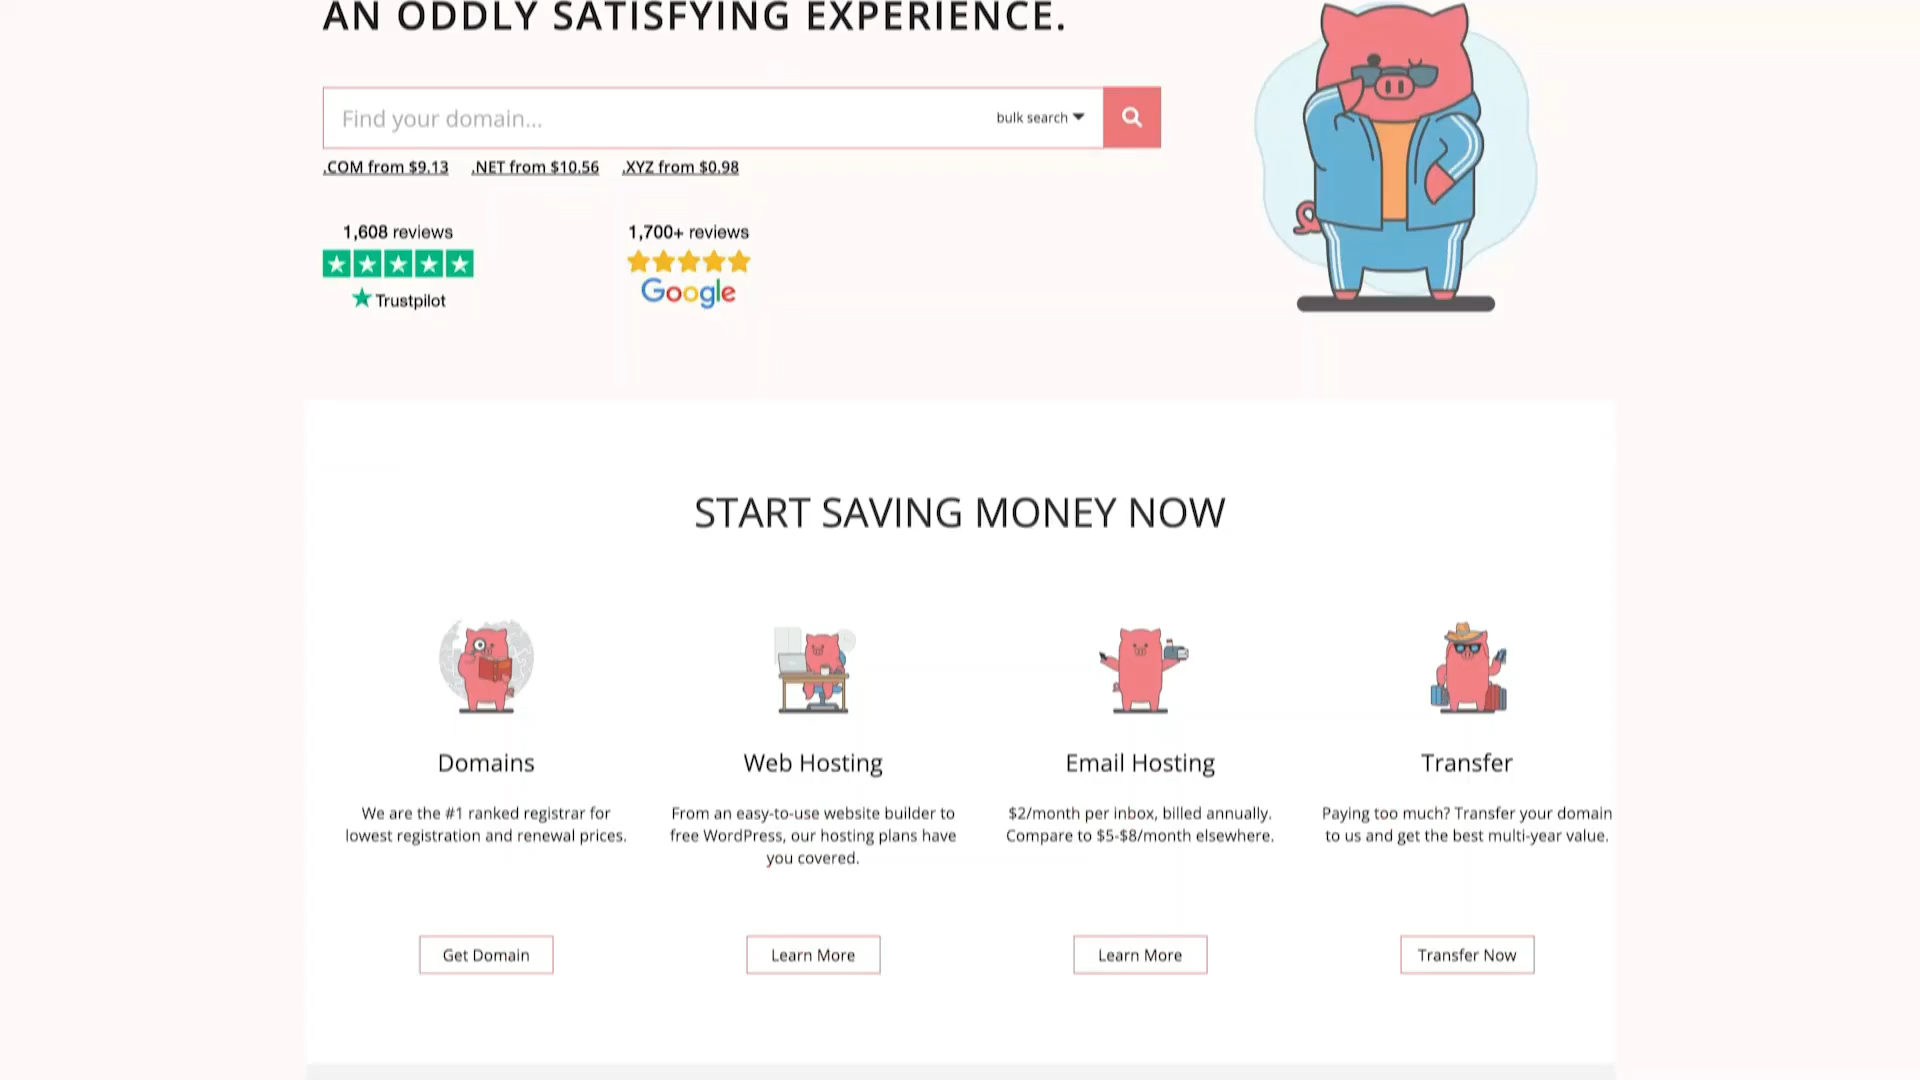 AN ODDLY SATISFYING EXPERIENCE.
Find your domain...
bulk search
.COM from $9.13
.NET from $10.56
.XYZ from $0.98
1,608 reviews
Trustpilot
1,700+ reviews
Google
START SAVING MONEY NOW
Domains
We are the #1 ranked registrar for
lowest registration and renewal prices.
Get Domain
Web Hosting
From an easy-to-use website builder to
free WordPress, our hosting plans have
you covered.
Learn More
Email Hosting
$2/month per inbox, billed annually.
Compare to $5-$8/month elsewhere.
Learn More
Transfer
Paying too much? Transfer your domain
to us and get the best multi-year value.
Transfer Now